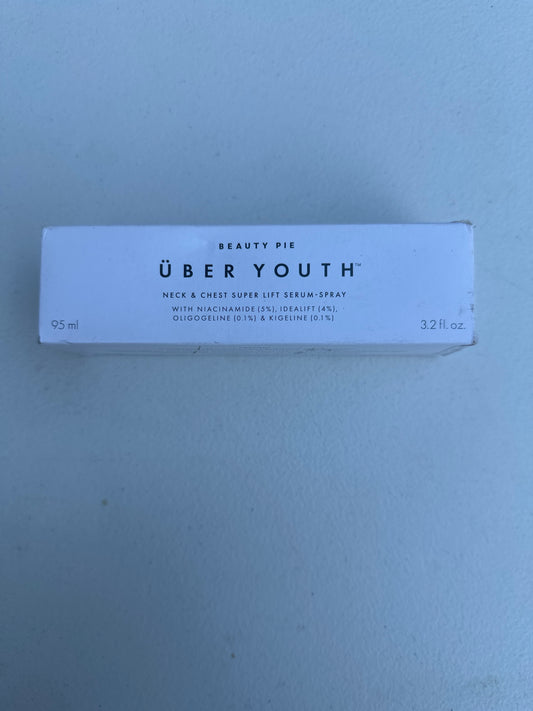 BEAUTY PIE
ÜBER YOUTH™
NECK & CHEST SUPER LIFT SERUM-SPRAY
WITH NIACINAMIDE (5%), IDEALIFT (4%),
OLIGOGELINE (0.1%) & KIGELINE (0.1%)
95 ml
3.2 fl. oz.